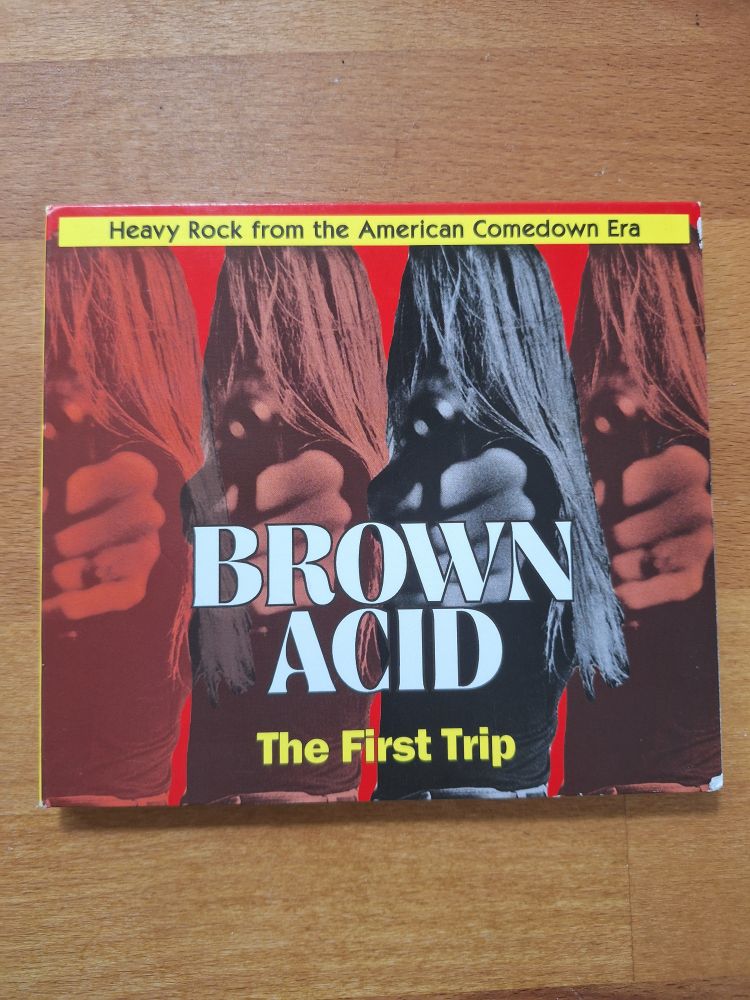 Heavy Rock from the American Comedown Era
BROWN
ACID
The First Trip